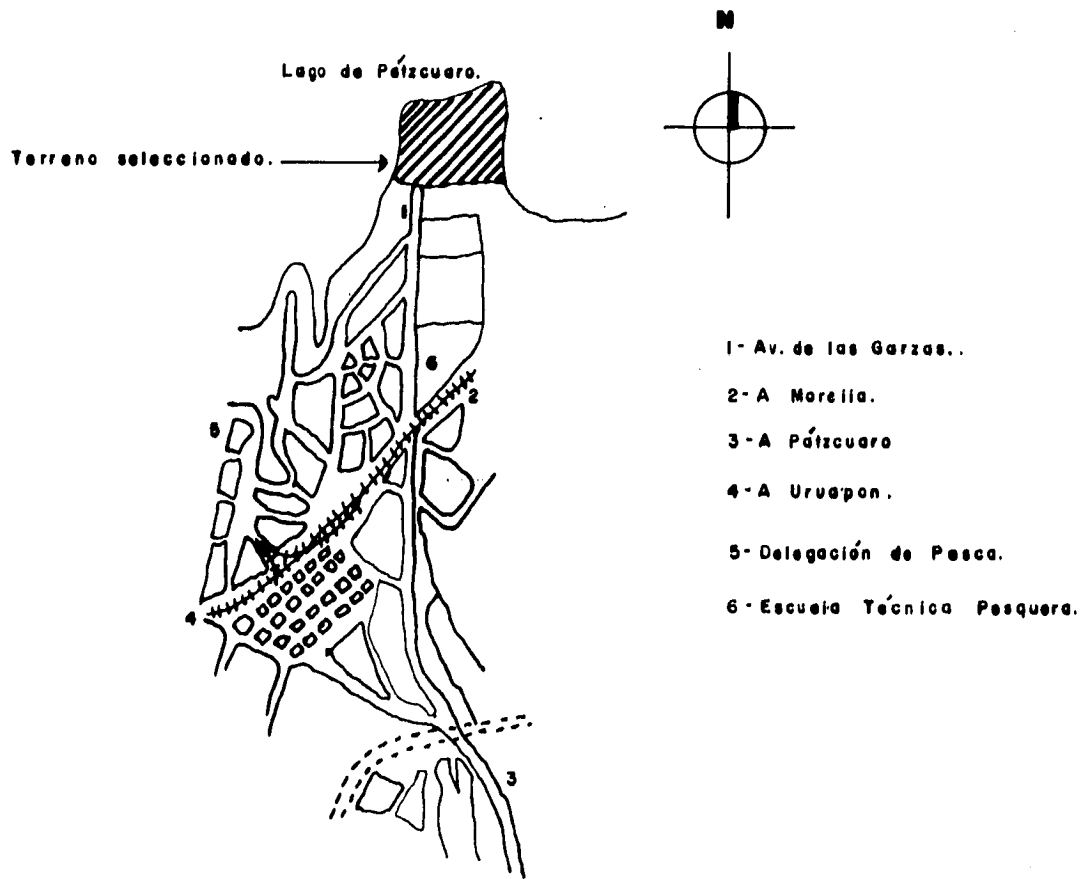 N
Lago de Pátzcuaro.
Terreno seleccionado.
1
6
2
5
4
3
1- Av. de las Garzas..
2- A Morelia.
3- A Pátzcuaro
4- A Uruapan.
5- Delegación de Pesca.
6- Escuela Técnica Pesquera.